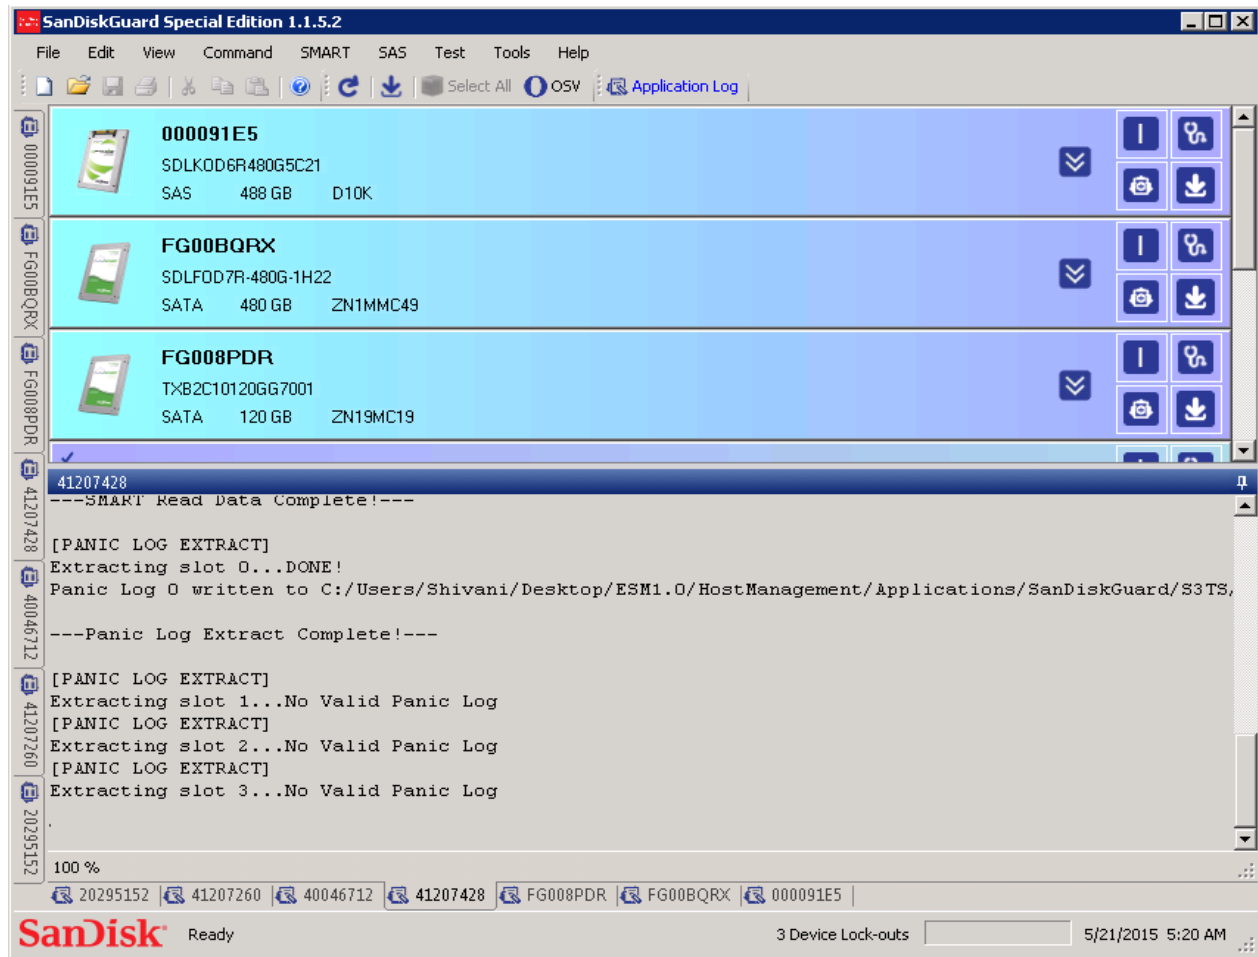 SanDiskGuard Special Edition 1.1.5.2
File Edit View Command SMART SAS Test Tools Help
Select All OSV Application Log
000091E5
SDLKOD6R480G5C21
SAS 488 GB D10K
FG00BQRX
SDLFOD7R-480G-1H22
SATA 480 GB ZN1MMC49
FG008PDR
TXB2C10120GG7001
SATA 120 GB ZN19MC19
000091E5
FG00BQRX
FG008PDR
41207428
40046712
41207260
20295152
41207428
---SMART Read Data Complete!---
[PANIC LOG EXTRACT]
Extracting slot 0...DONE!
Panic Log 0 written to C:/Users/Shivani/Desktop/ESM1.0/HostManagement/Applications/SanDiskGuard/S3TS/
---Panic Log Extract Complete!---
[PANIC LOG EXTRACT]
Extracting slot 1...No Valid Panic Log
[PANIC LOG EXTRACT]
Extracting slot 2...No Valid Panic Log
[PANIC LOG EXTRACT]
Extracting slot 3...No Valid Panic Log
.
100 %
20295152 41207260 40046712 41207428 FG008PDR FG00BQRX 000091E5
SanDisk Ready 3 Device Lock-outs 5/21/2015 5:20 AM